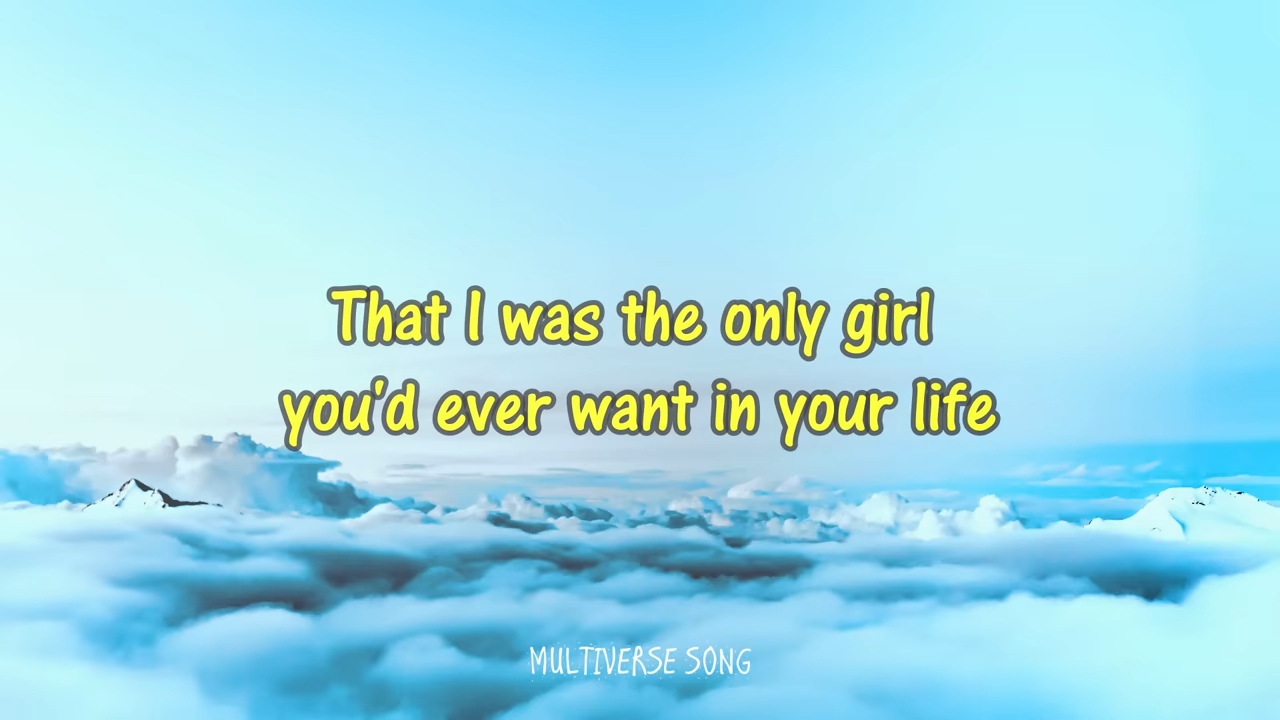 That I was the only girl
you'd ever want in your life
MULTIVERSE SONG